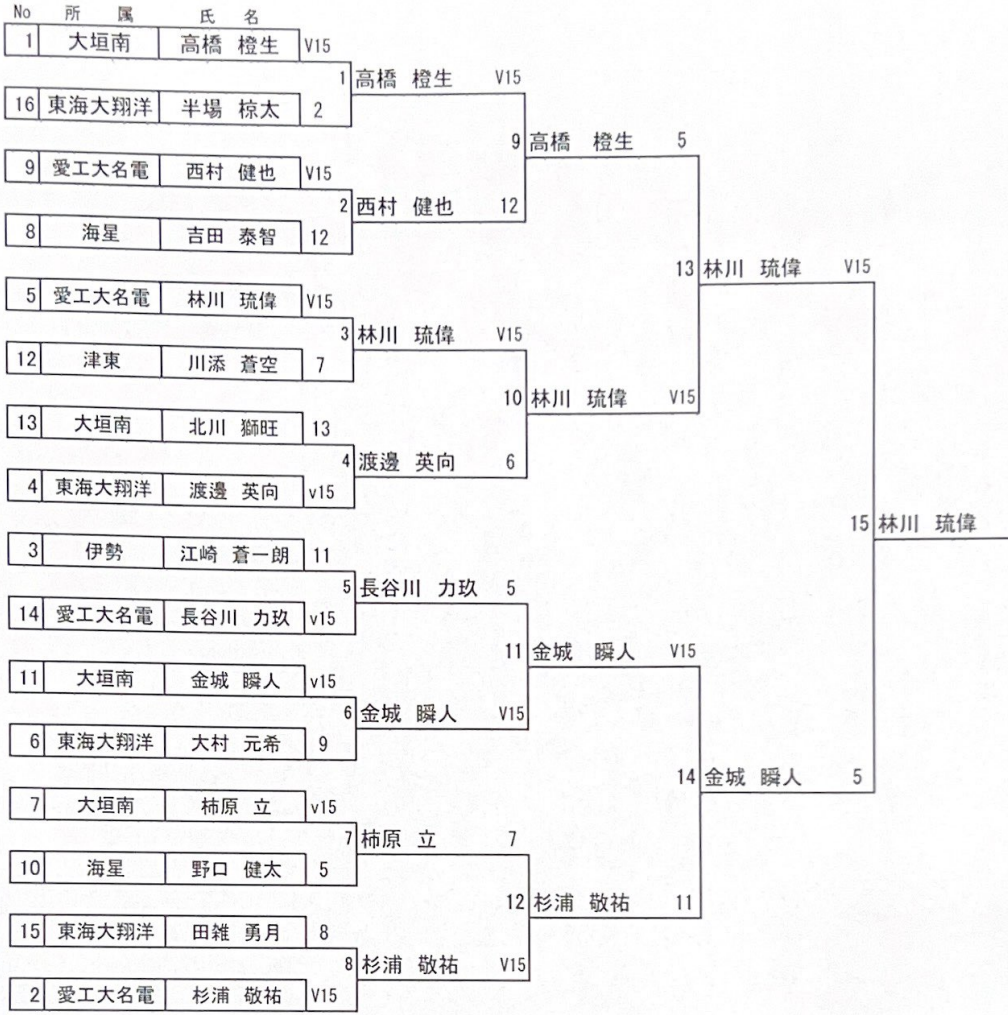 No 所 属 氏 名
1 大垣南 高橋 橙生 V15
1 高橋 橙生 V15
16 東海大翔洋 半場 椋太 2
9 高橋 橙生 5
9 愛工大名電 西村 健也 V15
2 西村 健也 12
8 海星 吉田 泰智 12
13 林川 琉偉 V15
5 愛工大名電 林川 琉偉 V15
3 林川 琉偉 V15
12 津東 川添 蒼空 7
10 林川 琉偉 V15
13 大垣南 北川 獅旺 13
4 渡邊 英向 6
4 東海大翔洋 渡邊 英向 v15
15 林川 琉偉
3 伊勢 江崎 蒼一朗 11
5 長谷川 力玖 5
14 愛工大名電 長谷川 力玖 v15
11 金城 瞬人 V15
11 大垣南 金城 瞬人 v15
6 金城 瞬人 V15
6 東海大翔洋 大村 元希 9
14 金城 瞬人 5
7 大垣南 柿原 立 v15
7 柿原 立 7
10 海星 野口 健太 5
12 杉浦 敬祐 11
15 東海大翔洋 田雑 勇月 8
8 杉浦 敬祐 V15
2 愛工大名電 杉浦 敬祐 V15